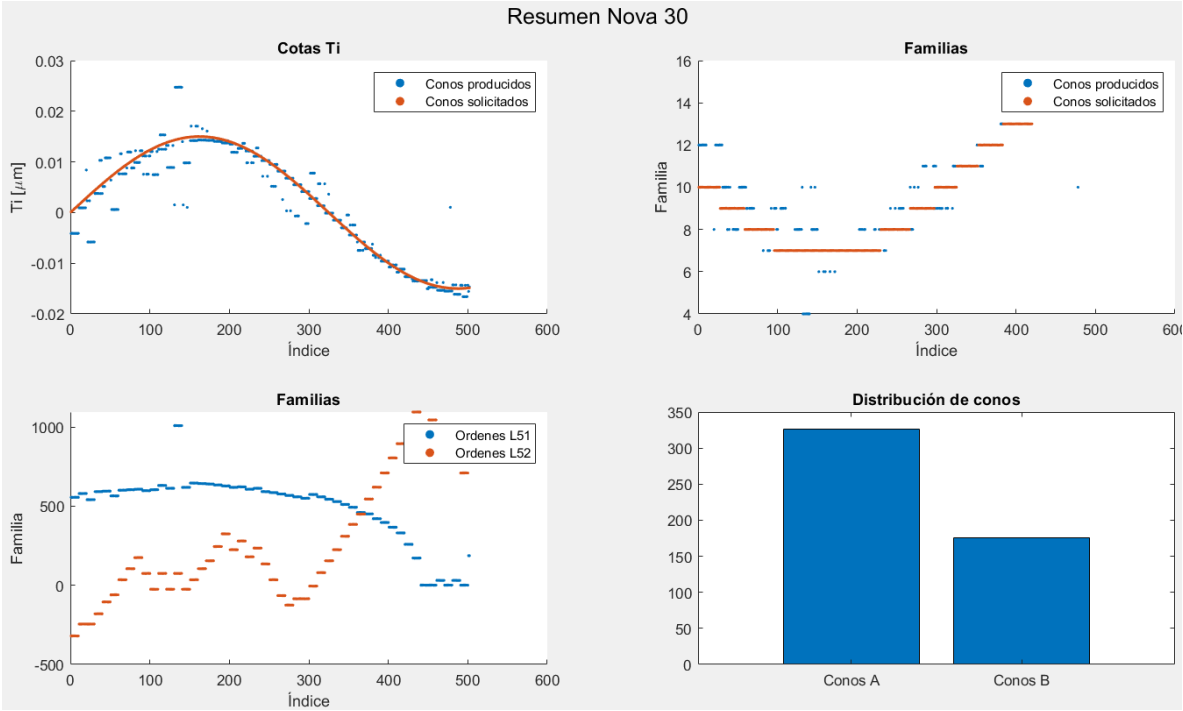 Resumen Nova 30
Cotas Ti
Ti [μm]
0.03
0.02
0.01
0
-0.01
-0.02
0 100 200 300 400 500 600
Índice
Conos producidos
Conos solicitados
Familias
Familia
16
14
12
10
8
6
4
0 100 200 300 400 500 600
Índice
Conos producidos
Conos solicitados
Familias
Familia
1000
500
0
-500
0 100 200 300 400 500 600
Índice
Ordenes L51
Ordenes L52
Distribución de conos
350
300
250
200
150
100
50
0
Conos A Conos B